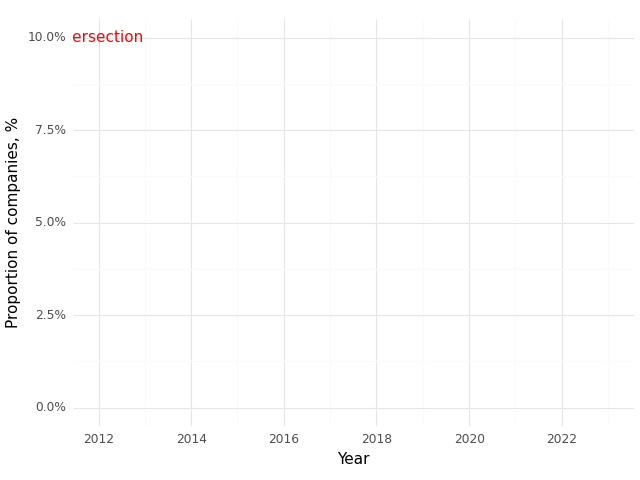 10.0%
ersection
7.5%
5.0%
2.5%
0.0%
Proportion of companies, %
2012 2014 2016 2018 2020 2022
Year